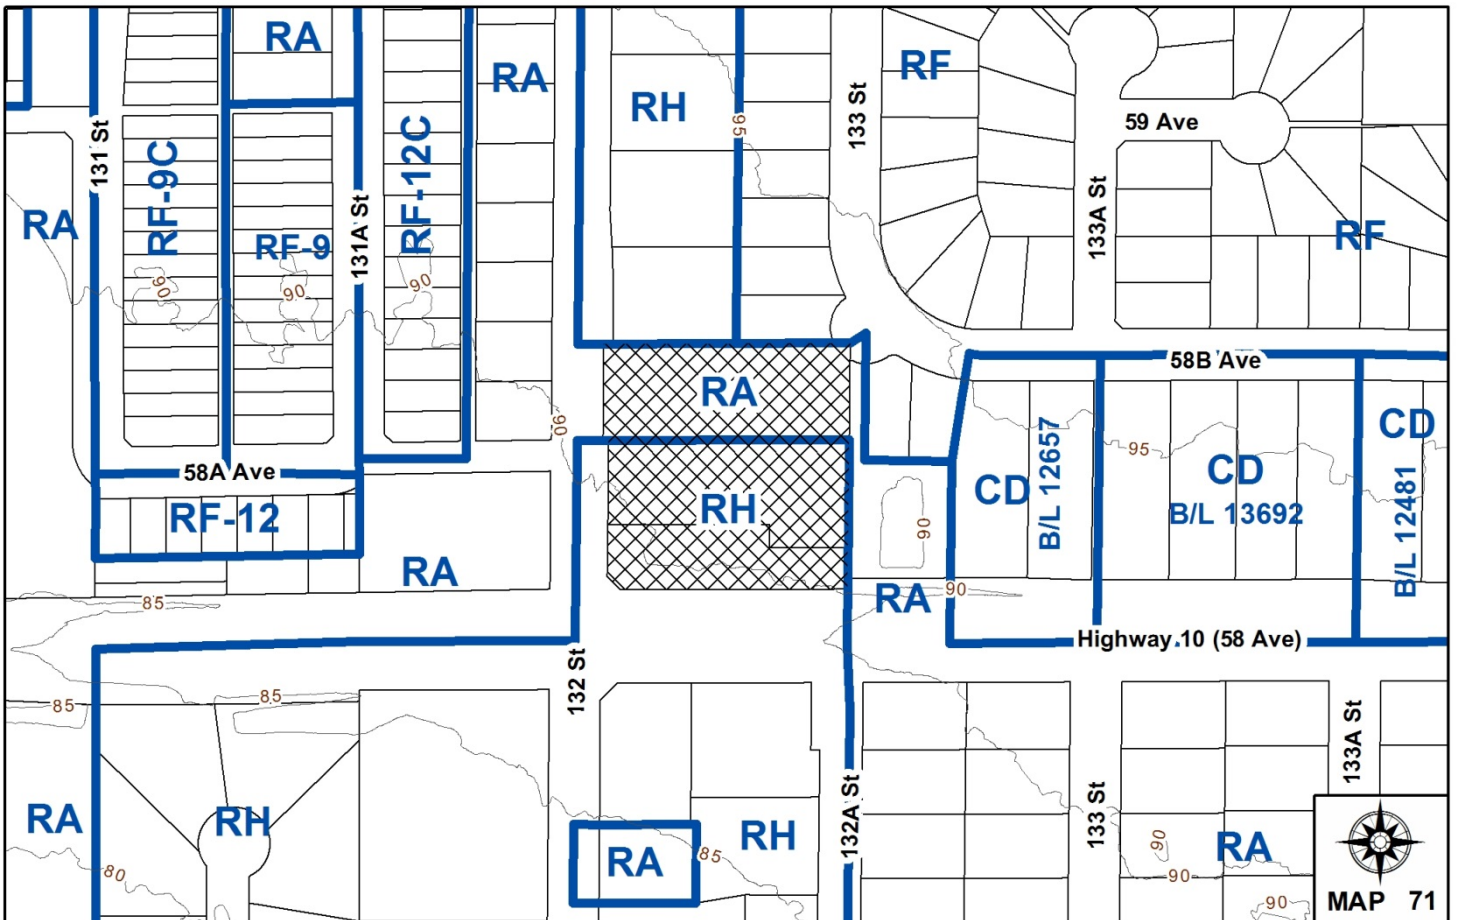 RA
RA
RH
RF
131 St
RF-9C
RF-12C
95
133 St
59 Ave
RA
RF-9
131A St
133A St
RF
90
90
90
RA
58B Ave
90
CD
B/L 12657
95
CD
B/L 13692
CD
B/L 12481
58A Ave
RF-12
RH
90
RA
85
RA
90
Highway 10 (58 Ave)
132 St
85
85
133A St
RA
RH
RA
85
RH
132A St
133 St
90
90
RA
80
90
MAP 71